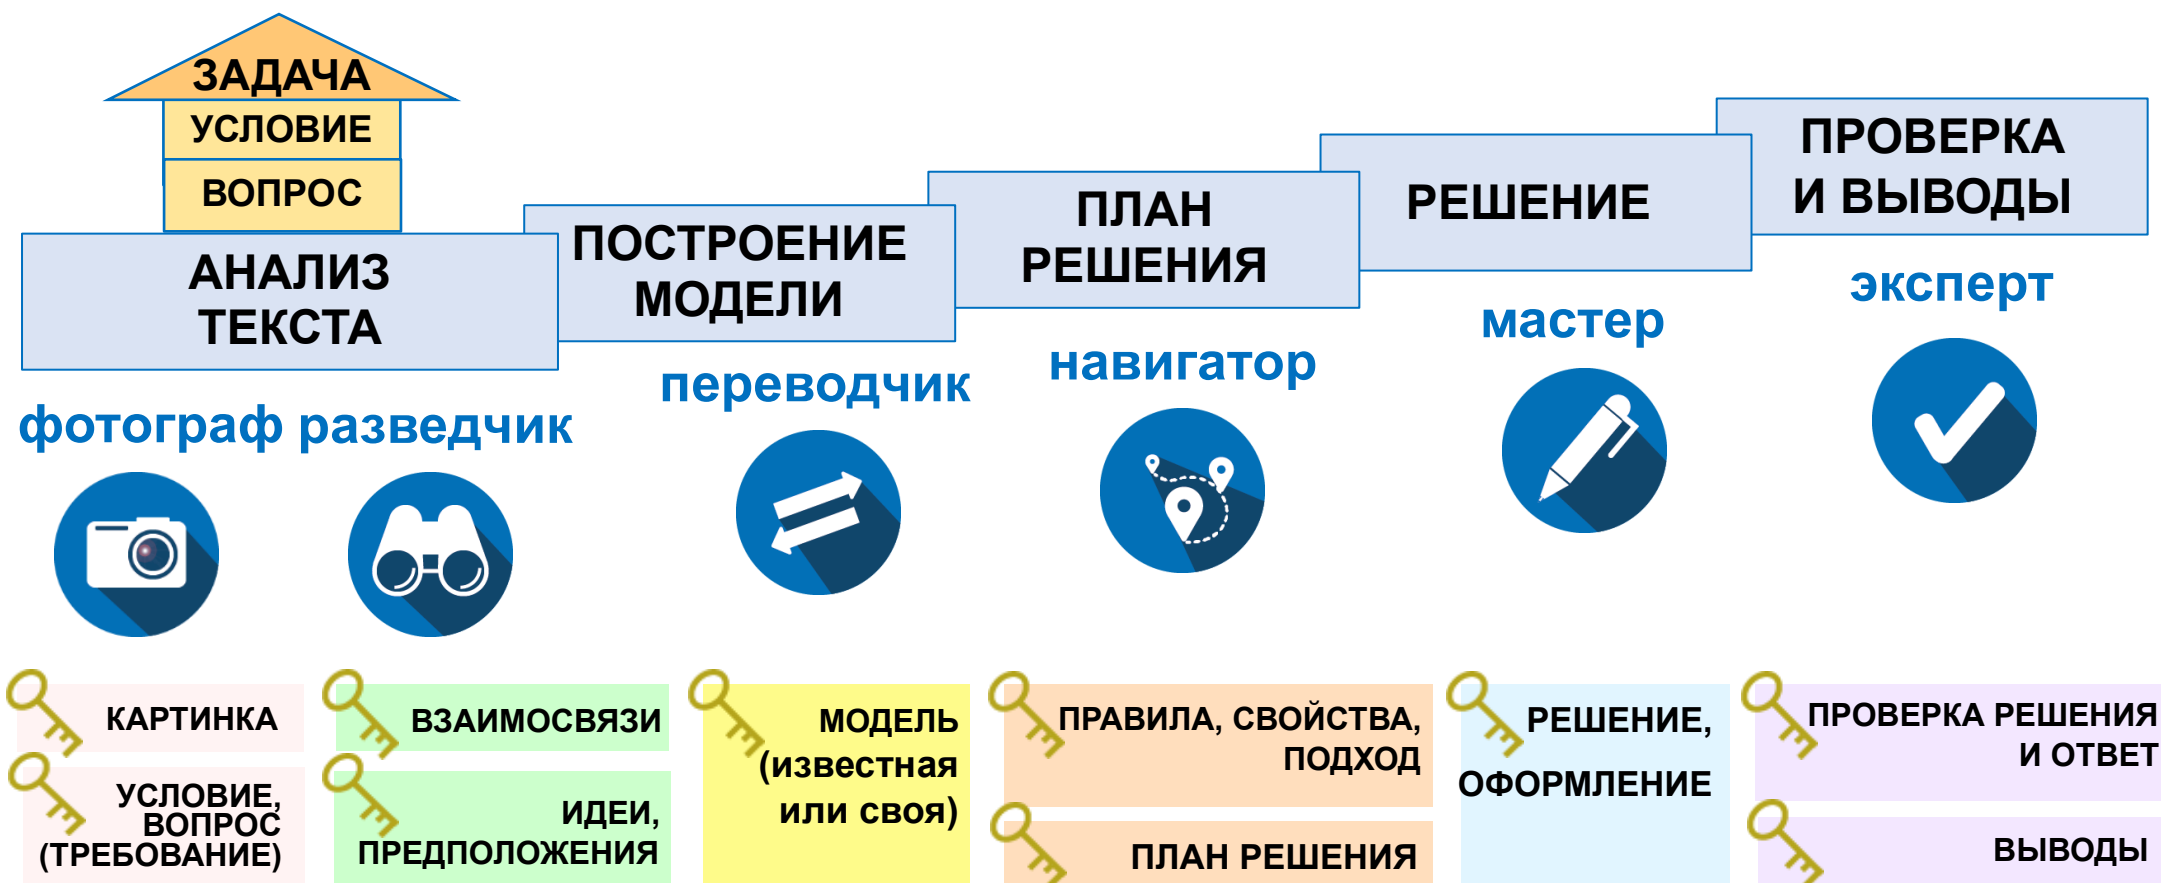 ЗАДАЧА
УСЛОВИЕ
ВОПРОС
АНАЛИЗ
ТЕКСТА
ПОСТРОЕНИЕ
МОДЕЛИ
ПЛАН
РЕШЕНИЯ
РЕШЕНИЕ
ПРОВЕРКА
И ВЫВОДЫ
фотограф
разведчик
переводчик
навигатор
мастер
эксперт
КАРТИНКА
УСЛОВИЕ,
ВОПРОС
(ТРЕБОВАНИЕ)
ВЗАИМОСВЯЗИ
ИДЕИ,
ПРЕДПОЛОЖЕНИЯ
МОДЕЛЬ
(известная
или своя)
ПРАВИЛА, СВОЙСТВА,
ПОДХОД
ПЛАН РЕШЕНИЯ
РЕШЕНИЕ,
ОФОРМЛЕНИЕ
ПРОВЕРКА РЕШЕНИЯ
И ОТВЕТ
ВЫВОДЫ